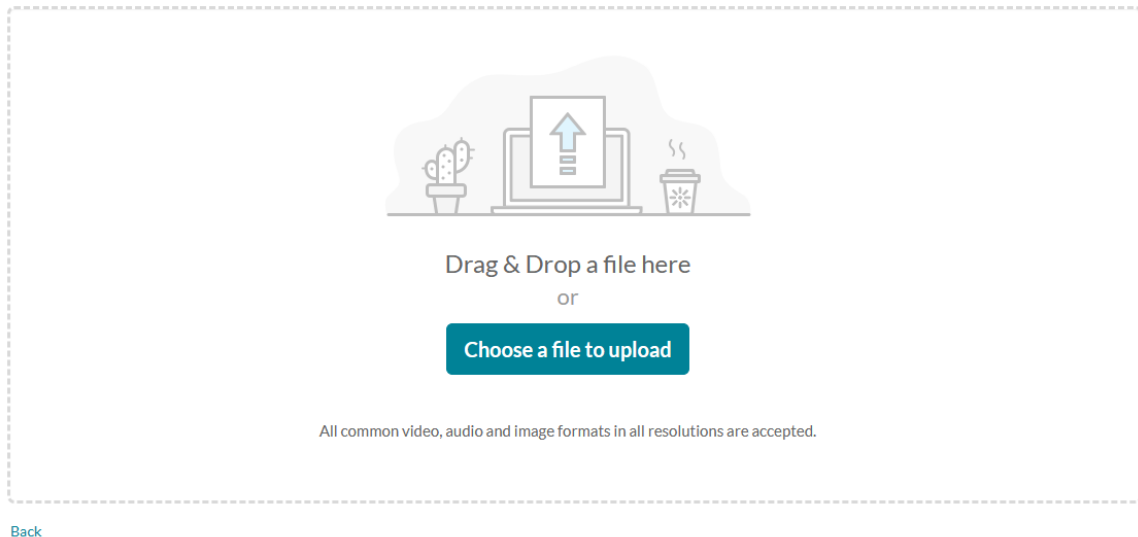 Drag & Drop a file here
or
Choose a file to upload
All common video, audio and image formats in all resolutions are accepted.
Back